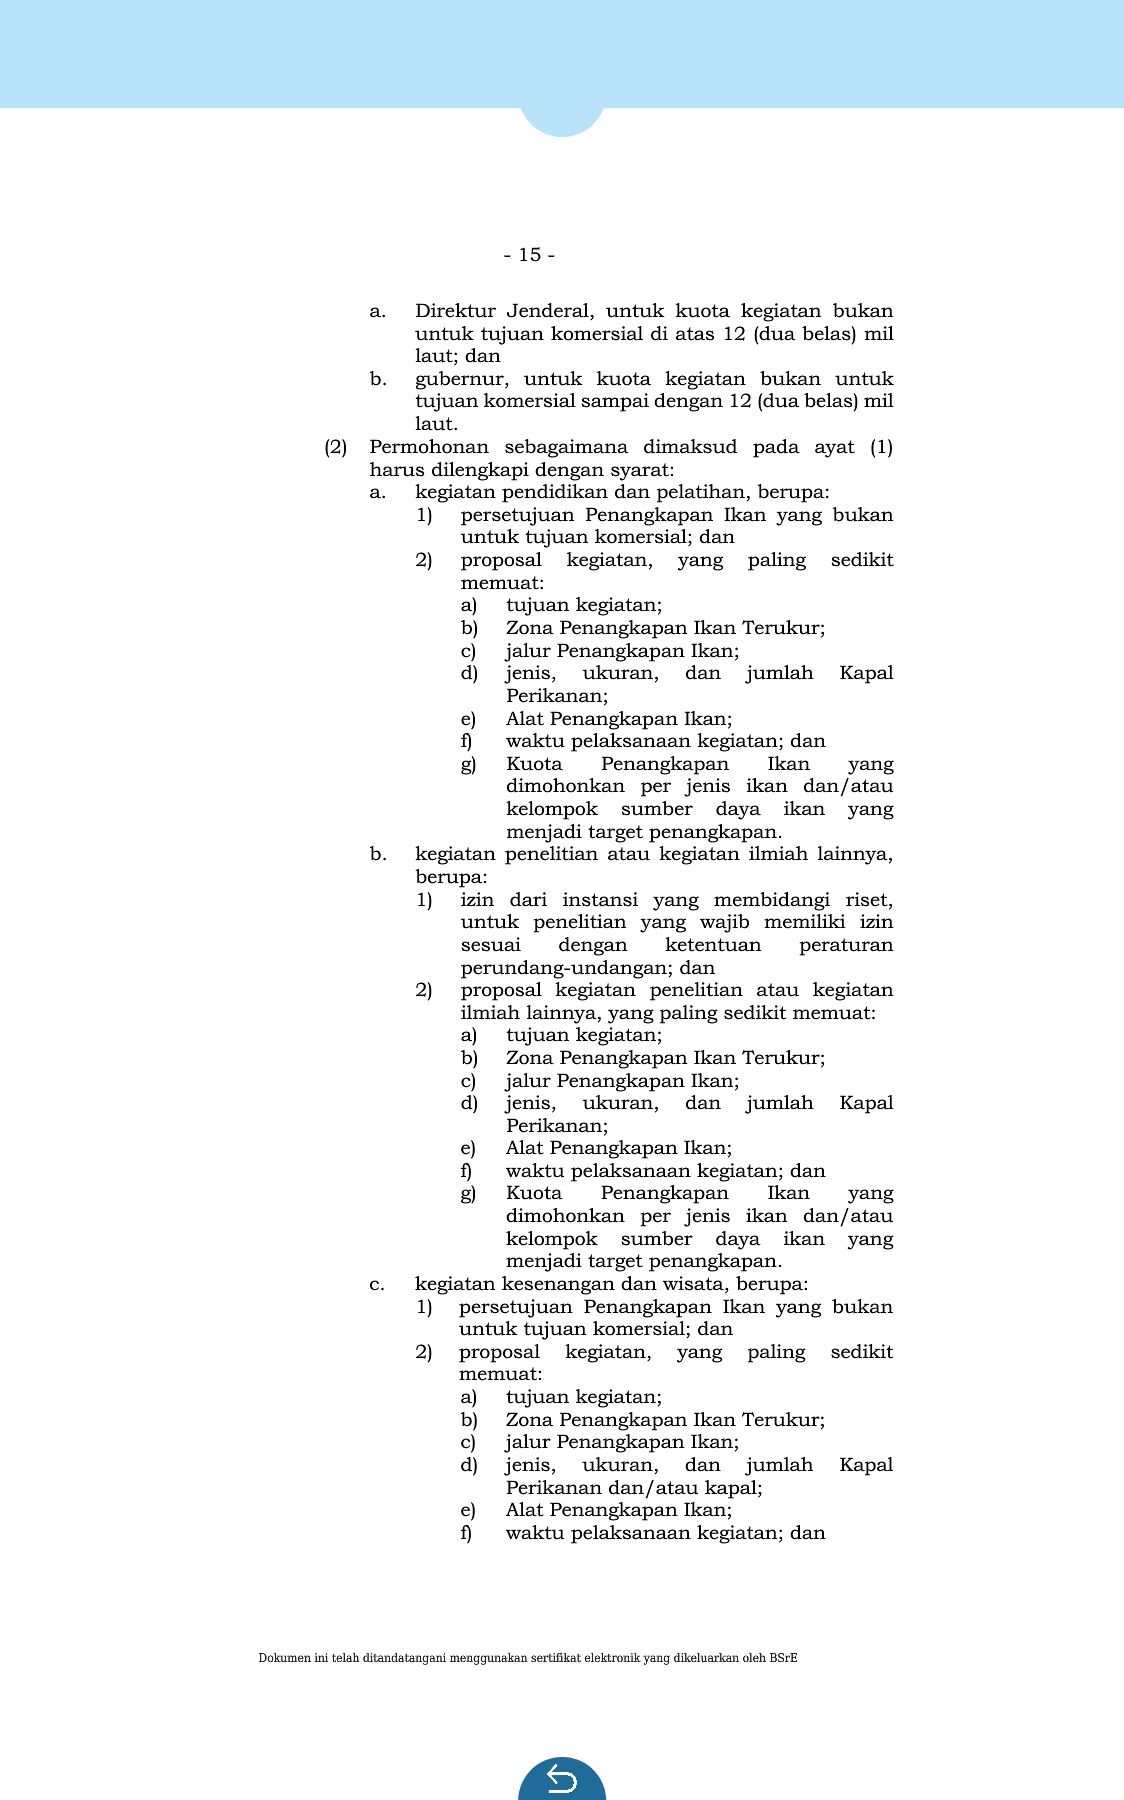 - 15 -
a. Direktur Jenderal, untuk kuota kegiatan bukan
untuk tujuan komersial di atas 12 (dua belas) mil
laut; dan
b. gubernur, untuk kuota kegiatan bukan untuk
tujuan komersial sampai dengan 12 (dua belas) mil
laut.
(2) Permohonan sebagaimana dimaksud pada ayat (1)
harus dilengkapi dengan syarat:
a. kegiatan pendidikan dan pelatihan, berupa:
1) persetujuan Penangkapan Ikan yang bukan
untuk tujuan komersial; dan
2) proposal kegiatan, yang paling sedikit
memuat:
a) tujuan kegiatan;
b) Zona Penangkapan Ikan Terukur;
c) jalur Penangkapan Ikan;
d) jenis, ukuran, dan jumlah Kapal
Perikanan;
e) Alat Penangkapan Ikan;
f) waktu pelaksanaan kegiatan; dan
g) Kuota Penangkapan Ikan yang
dimohonkan per jenis ikan dan/atau
kelompok sumber daya ikan yang
menjadi target penangkapan.
b. kegiatan penelitian atau kegiatan ilmiah lainnya,
berupa:
1) izin dari instansi yang membidangi riset,
untuk penelitian yang wajib memiliki izin
sesuai dengan ketentuan peraturan
perundang-undangan; dan
2) proposal kegiatan penelitian atau kegiatan
ilmiah lainnya, yang paling sedikit memuat:
a) tujuan kegiatan;
b) Zona Penangkapan Ikan Terukur;
c) jalur Penangkapan Ikan;
d) jenis, ukuran, dan jumlah Kapal
Perikanan;
e) Alat Penangkapan Ikan;
f) waktu pelaksanaan kegiatan; dan
g) Kuota Penangkapan Ikan yang
dimohonkan per jenis ikan dan/atau
kelompok sumber daya ikan yang
menjadi target penangkapan.
c. kegiatan kesenangan dan wisata, berupa:
1) persetujuan Penangkapan Ikan yang bukan
untuk tujuan komersial; dan
2) proposal kegiatan, yang paling sedikit
memuat:
a) tujuan kegiatan;
b) Zona Penangkapan Ikan Terukur;
c) jalur Penangkapan Ikan;
d) jenis, ukuran, dan jumlah Kapal
Perikanan dan/atau kapal;
e) Alat Penangkapan Ikan;
f) waktu pelaksanaan kegiatan; dan
Dokumen ini telah ditandatangani menggunakan sertifikat elektronik yang dikeluarkan oleh BSrE